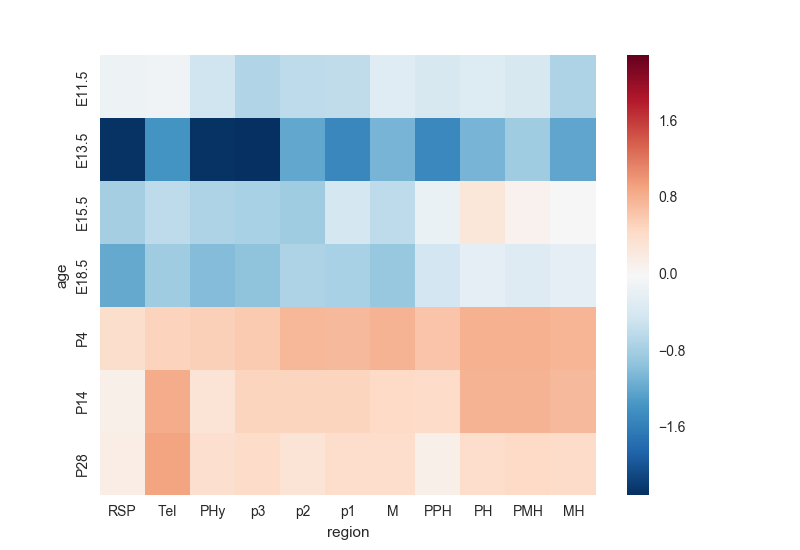 E11.5
E13.5
E15.5
E18.5
P4
P14
P28
age
RSP Tel PHy p3 p2 p1 M PPH PH PMH MH
region
1.6
0.8
0.0
−0.8
−1.6